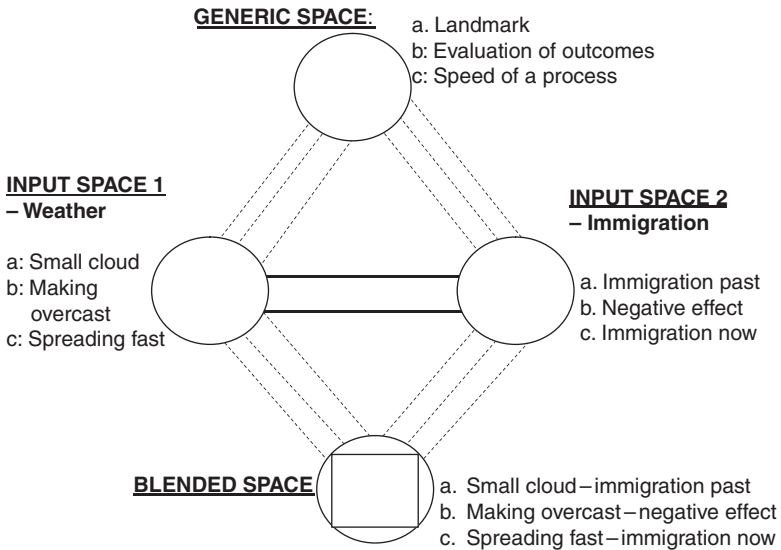 GENERIC SPACE:
a. Landmark
b: Evaluation of outcomes
c: Speed of a process
INPUT SPACE 1
– Weather
a: Small cloud
b: Making
overcast
c: Spreading fast
INPUT SPACE 2
– Immigration
a. Immigration past
b. Negative effect
c. Immigration now
BLENDED SPACE
a. Small cloud – immigration past
b. Making overcast – negative effect
c. Spreading fast – immigration now